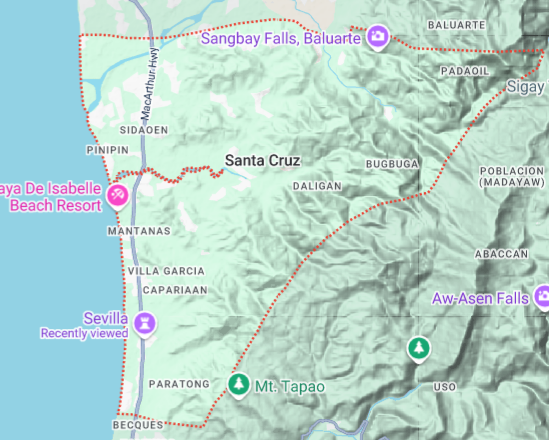 BALUARTE
Sangbay Falls, Baluarte
PADAOIL
Sigay
MacArthur Hwy
SIDAOEN
PINIPIN
Santa Cruz
BUGBUGA
POBLACION
(MADAYAW)
DALIGAN
aya De Isabelle
Beach Resort
MANTANAS
ABACCAN
VILLA GARCIA
CAPARIAAN
Aw-Asen Falls
Sevilla
Recently viewed
PARATONG
Mt. Tapao
USO
BECQUES